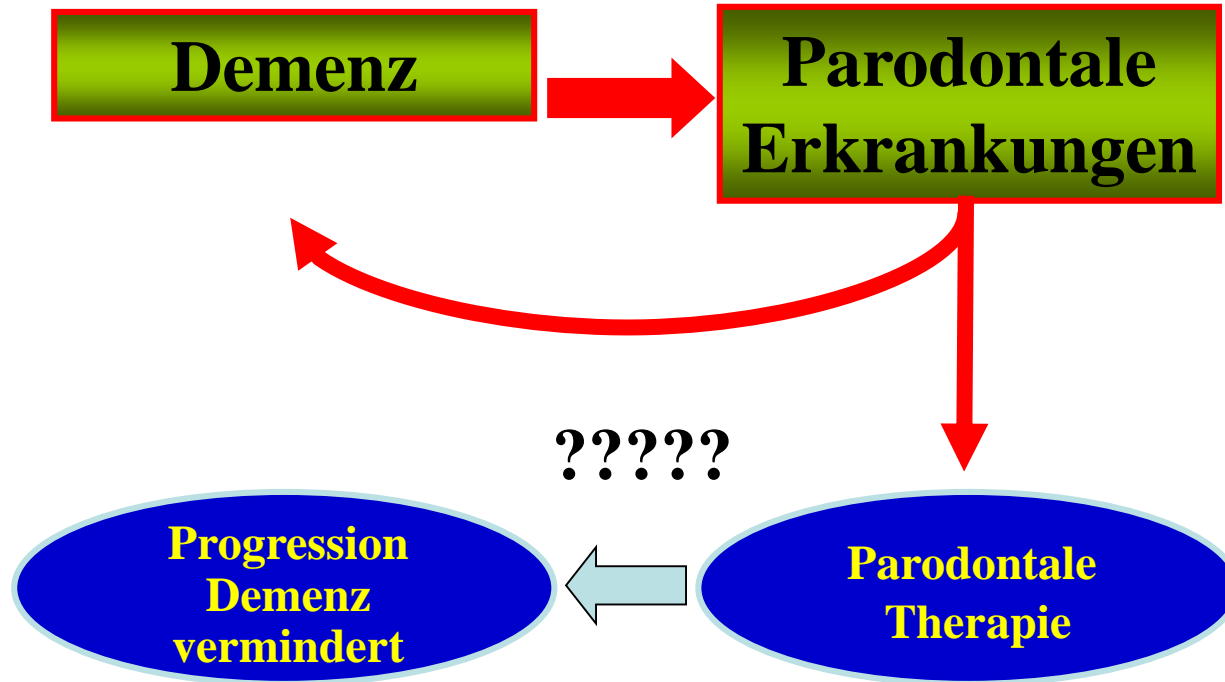 Demenz
Parodontale
Erkrankungen
?????
Progression
Demenz
vermindert
Parodontale
Therapie